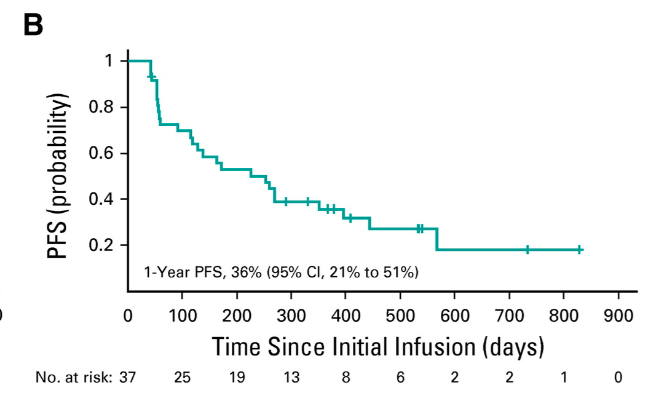 B
PFS (probability)
1
0.8
0.6
0.4
0.2
1-Year PFS, 36% (95% CI, 21% to 51%)
0 100 200 300 400 500 600 700 800 900
Time Since Initial Infusion (days)
No. at risk: 37 25 19 13 8 6 2 2 1 0